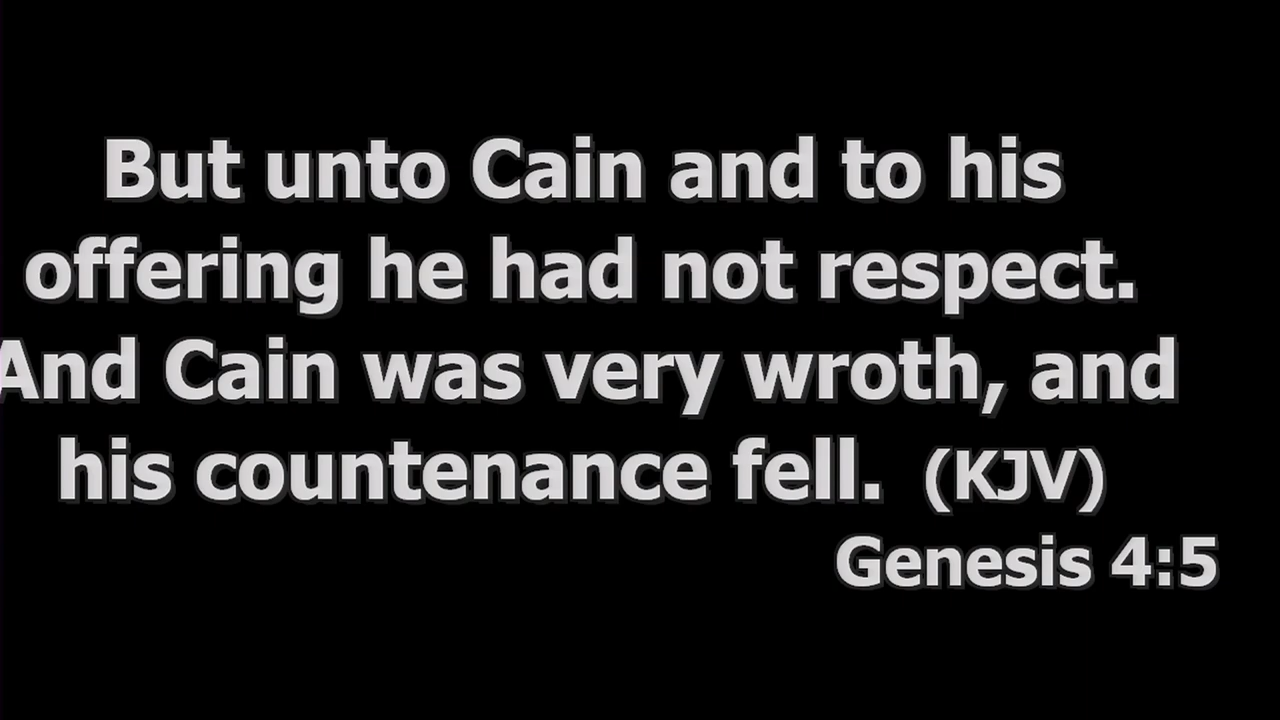 But unto Cain and to his
offering he had not respect.
And Cain was very wroth, and
his countenance fell. (KJV)
Genesis 4:5